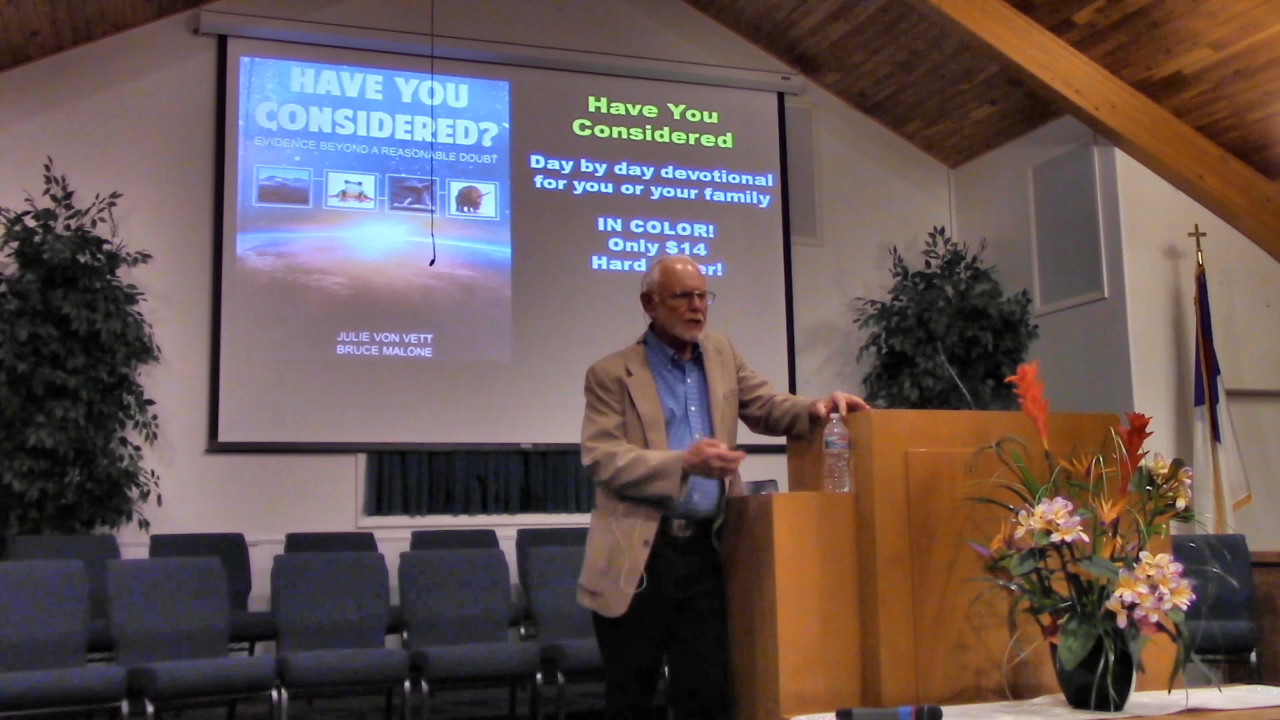 HAVE YOU
CONSIDERED?
EVIDENCE BEYOND A REASONABLE DOUBT
JULIE VON VETT
BRUCE MALONE
Have You
Considered
Day by day devotional
for you or your family
IN COLOR!
Only $14
Hard